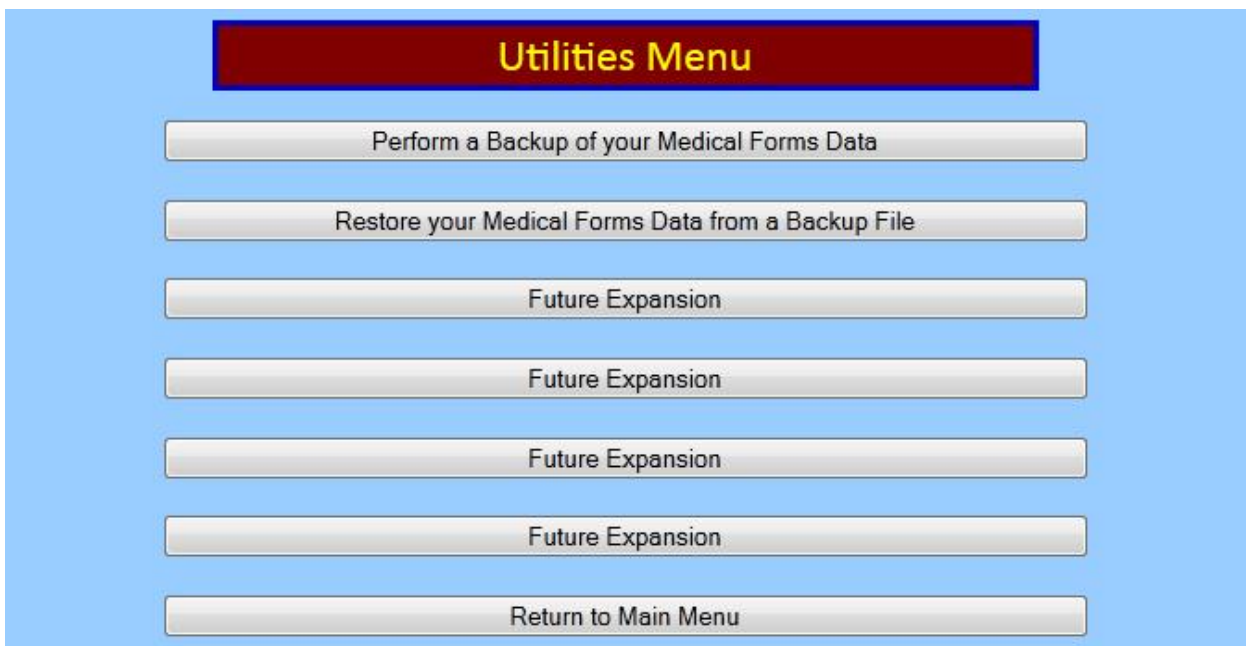 Utilities Menu
Perform a Backup of your Medical Forms Data
Restore your Medical Forms Data from a Backup File
Future Expansion
Future Expansion
Future Expansion
Future Expansion
Return to Main Menu